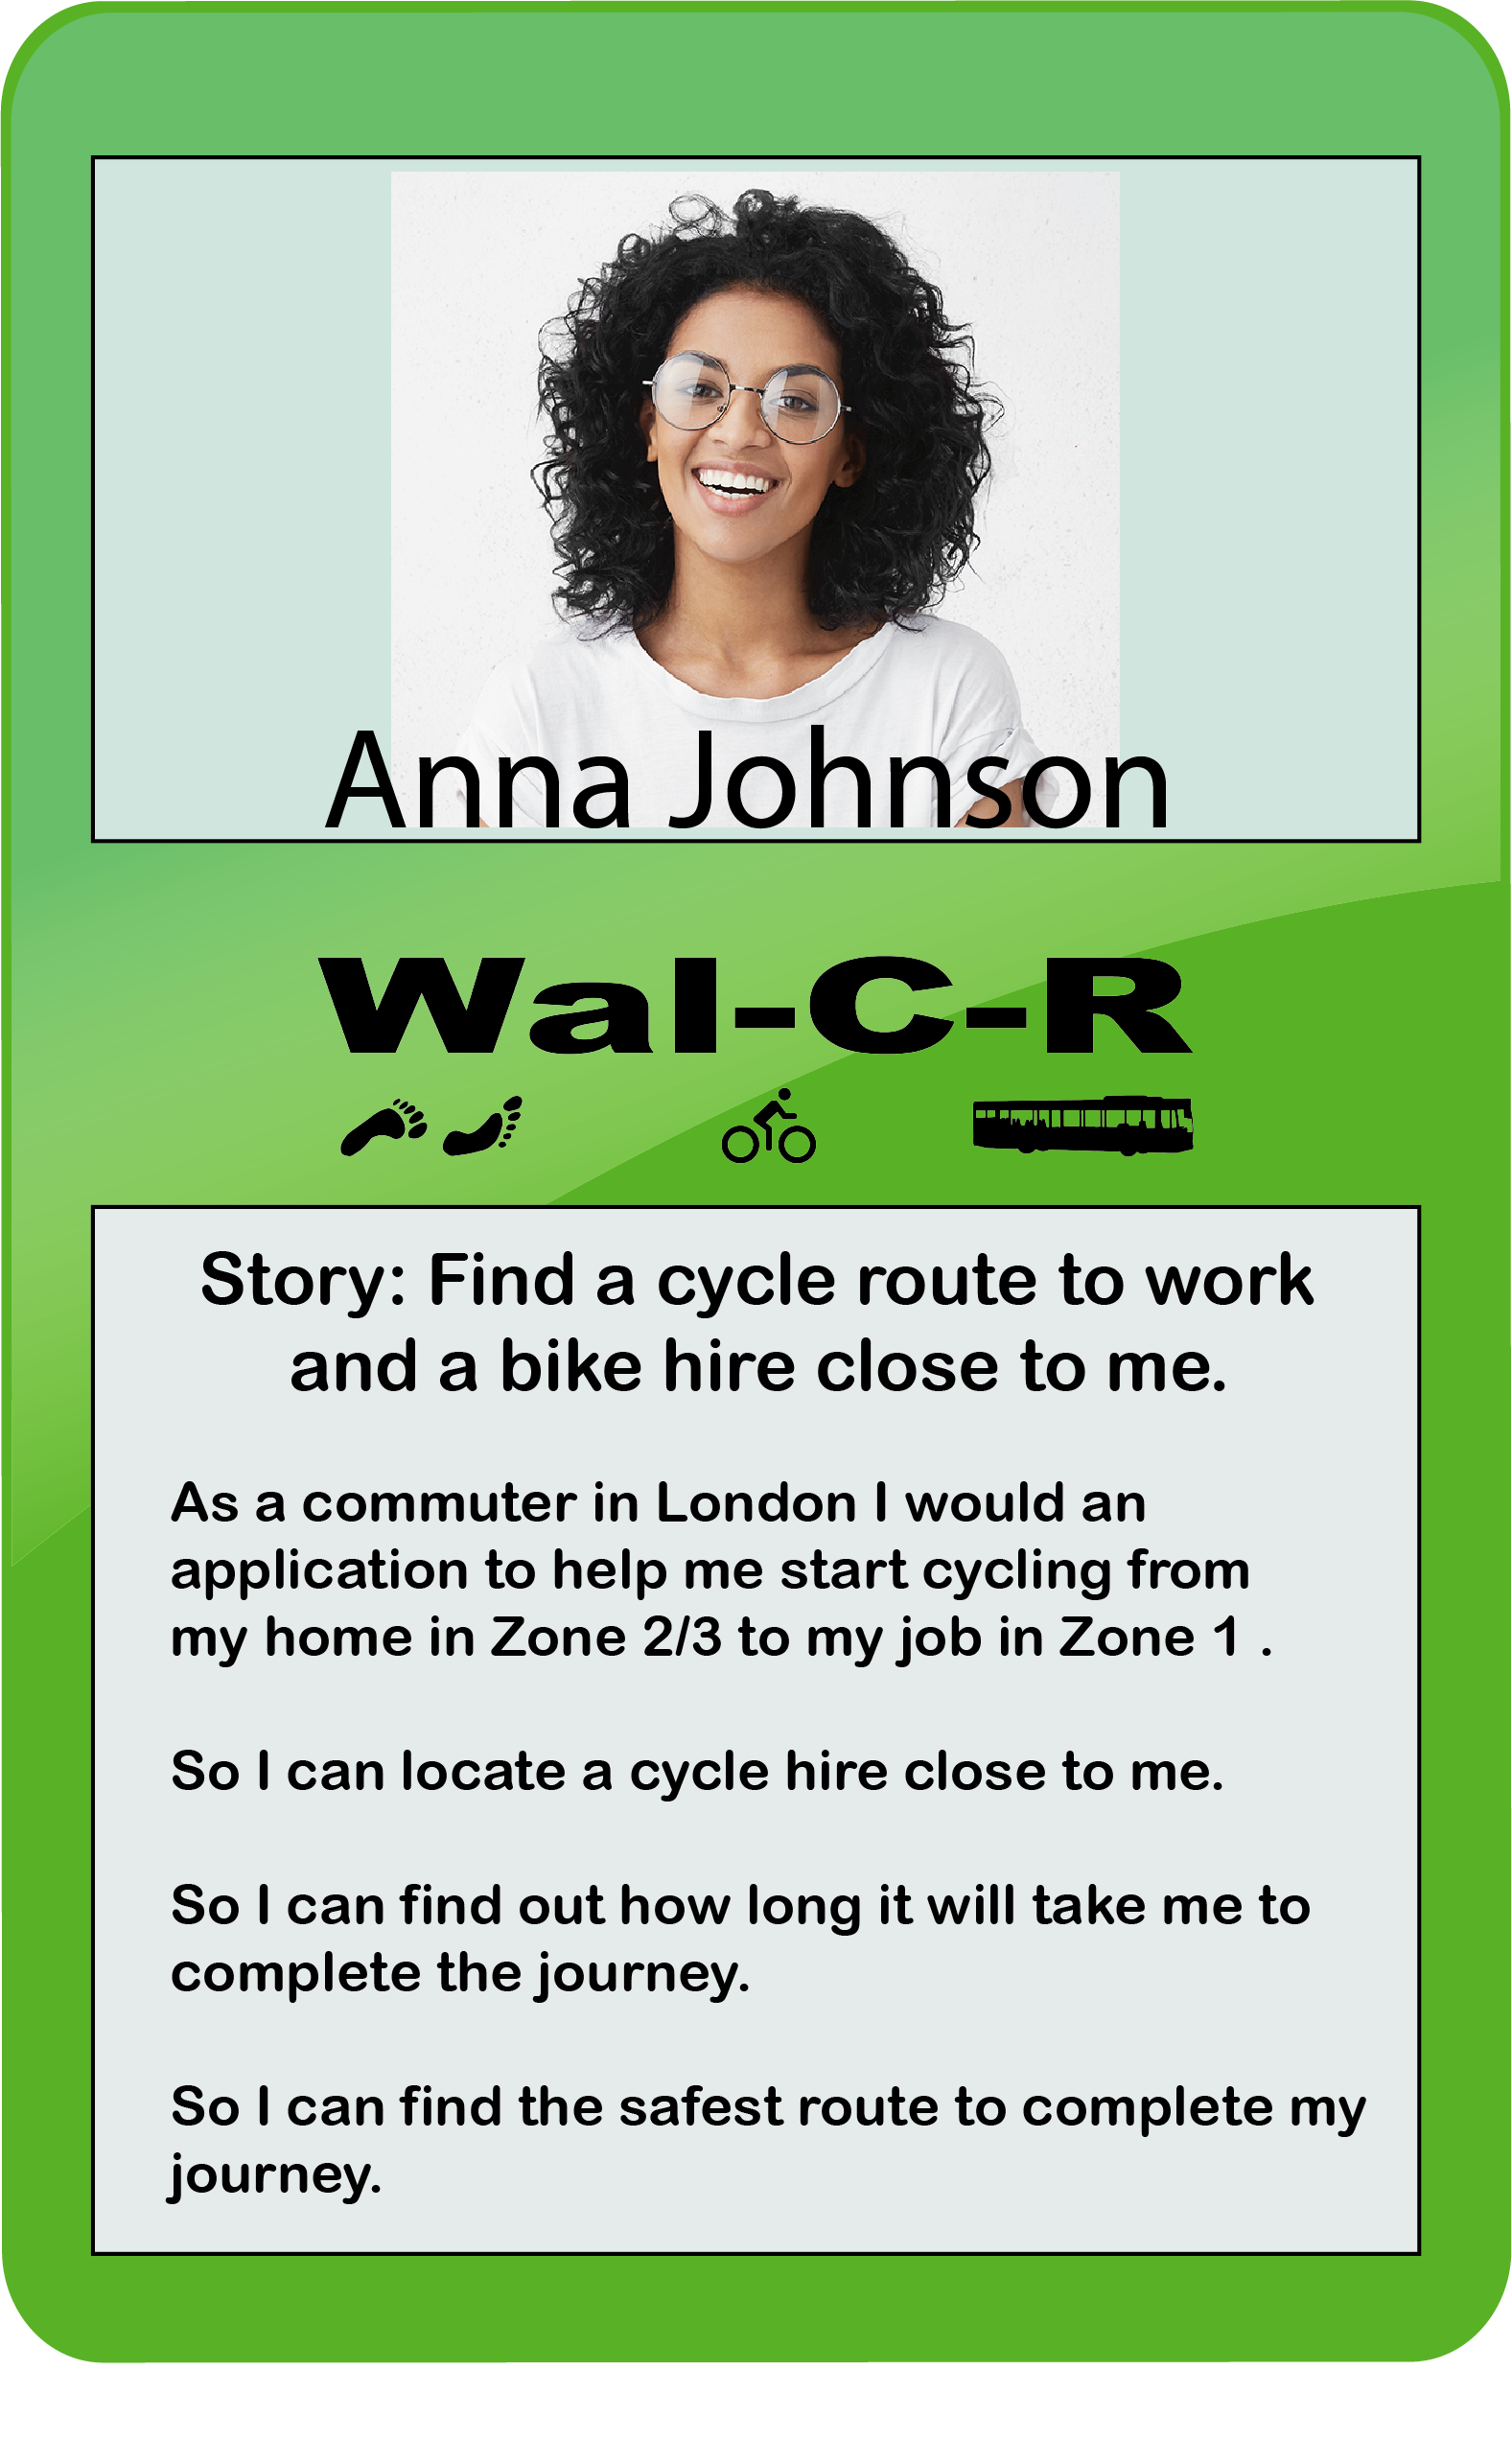 Anna Johnson
Wal-C-R
Story: Find a cycle route to work
and a bike hire close to me.
As a commuter in London I would an
application to help me start cycling from
my home in Zone 2/3 to my job in Zone 1 .
So I can locate a cycle hire close to me.
So I can find out how long it will take me to
complete the journey.
So I can find the safest route to complete my
journey.